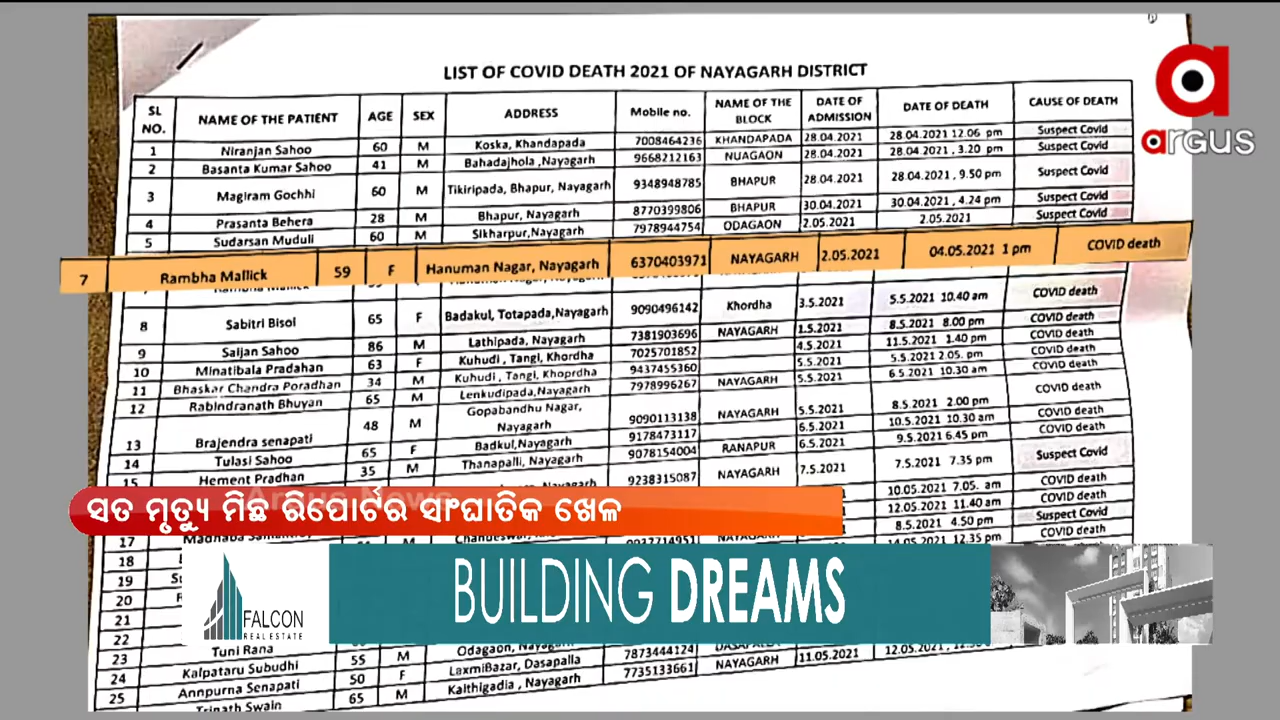 LIST OF COVID DEATH 2021 OF NAYAGARH DISTRICT
argus
SL NO. NAME OF THE PATIENT AGE SEX ADDRESS Mobile no. NAME OF THE BLOCK DATE OF ADMISSION DATE OF DEATH CAUSE OF DEATH
1 Niranjan Sahoo 60 M Koska, Khandapada 7008464236 KHANDAPADA 28.04.2021 28.04.2021 12.06 pm Suspect Covid
2 Basanta Kumar Sahoo 41 M Bahadajhola ,Nayagarh 9668212163 NUAGAON 28.04.2021 28.04.2021 , 3.20 pm Suspect Covid
3 Magiram Gochhi 60 M Tikiripada, Bhapur, Nayagarh 9348948785 BHAPUR 28.04.2021 28.04.2021 , 9.50 pm Suspect Covid
4 Prasanta Behera 28 M Bhapur, Nayagarh 8770399806 BHAPUR 30.04.2021 30.04.2021 , 4.24 pm Suspect Covid
5 Sudarsan Muduli 60 M Sikharpur,Nayagarh 7978944754 ODAGAON 2.05.2021 2.05.2021 Suspect Covid
7 Rambha Mallick 59 F Hanuman Nagar, Nayagarh 6370403971 NAYAGARH 2.05.2021 04.05.2021 1 pm COVID death
8 Sabitri Bisoi 65 F Badakul, Totapada,Nayagarh 9090496142 Khordha 3.5.2021 5.5.2021 10.40 am COVID death
9 Saijan Sahoo 86 M Lathipada, Nayagarh 7381903696 NAYAGARH 1.5.2021 8.5.2021 8.00 pm COVID death
10 Minatibala Pradahan 63 F Kuhudi , Tangi, Khordha 7025701852 4.5.2021 11.5.2021 1.40 pm COVID death
11 Bhaskar Chandra Poradhan 34 M Kuhudi , Tangi, Khoprdha 9437455360 5.5.2021 5.5.2021 2.05. pm COVID death
12 Rabindranath Bhuyan 65 M Lenkudipada,Nayagarh 7978996267 NAYAGARH 5.5.2021 6.5.2021 10.30 am COVID death
13 Brajendra senapati 48 M Gopabandhu Nagar, Nayagarh 9090113138 NAYAGARH 5.5.2021 8.5.2021 2.00 pm COVID death
14 Tulasi Sahoo 65 F Badkul,Nayagarh 9178473117 6.5.2021 10.5.2021 10.30 am COVID death
15 Hement Pradhan 35 M Thanapalli, Nayagarh 9078154004 RANAPUR 6.5.2021 9.5.2021 6.45 pm COVID death
9238315087 NAYAGARH 7.5.2021 7.5.2021 7.35 pm Suspect Covid
10.05.2021 7.05. am COVID death
12.05.2021 11.40 am COVID death
8.5.2021 4.50 pm Suspect Covid
17 M COVID death
Argus News
ସତ ମୃତ୍ୟୁ ମିଛ ରିପୋର୍ଟର ସାଂଘାତିକ ଖେଳ
18
19
20
21
22
FALCON
REAL ESTATE
BUILDING DREAMS
23 Tuni Rana
24 Kalpataru Subudhi 55 M Odagaon, 7873444124
25 Annpurna Senapati 50 F LaxmiBazar, Dasapalla 7735133661 NAYAGARH 11.05.2021
Trinath Swain 65 M Kalthigadia , Nayagarh